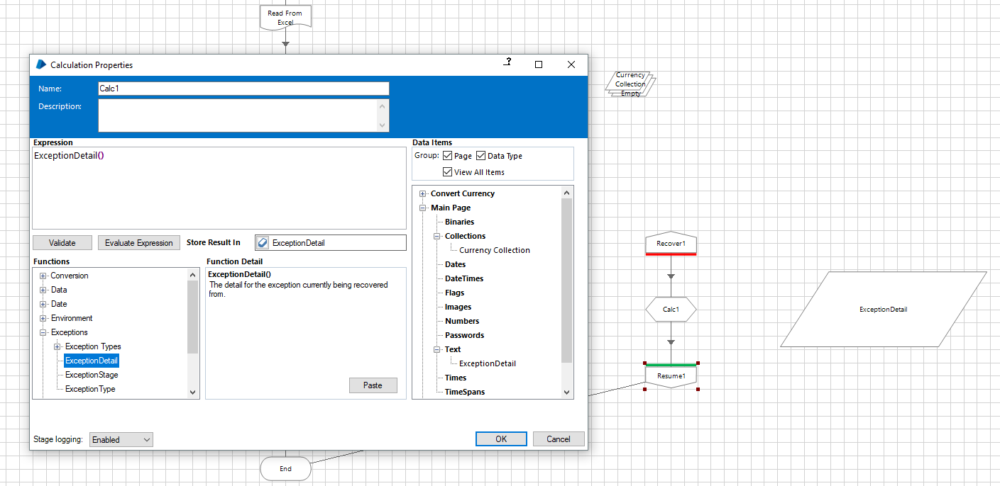 Read From
Excel
Calculation Properties
?
Name:
Calc1
Description:
Expression
ExceptionDetail()
Data Items
Group:
Page
Data Type
View All Items
Convert Currency
Main Page
Binaries
Collections
Currency Collection
Dates
DateTimes
Flags
Images
Numbers
Passwords
Text
ExceptionDetail
Times
TimeSpans
Validate
Evaluate Expression
Store Result In
ExceptionDetail
Functions
Conversion
Data
Date
Environment
Exceptions
Exception Types
ExceptionDetail
ExceptionStage
ExceptionType
Function Detail
ExceptionDetail()
The detail for the exception currently being recovered
from.
Paste
Stage logging:
Enabled
OK
Cancel
End
Currency
Collection
Empty
Recover1
Calc1
Resume1
ExceptionDetail